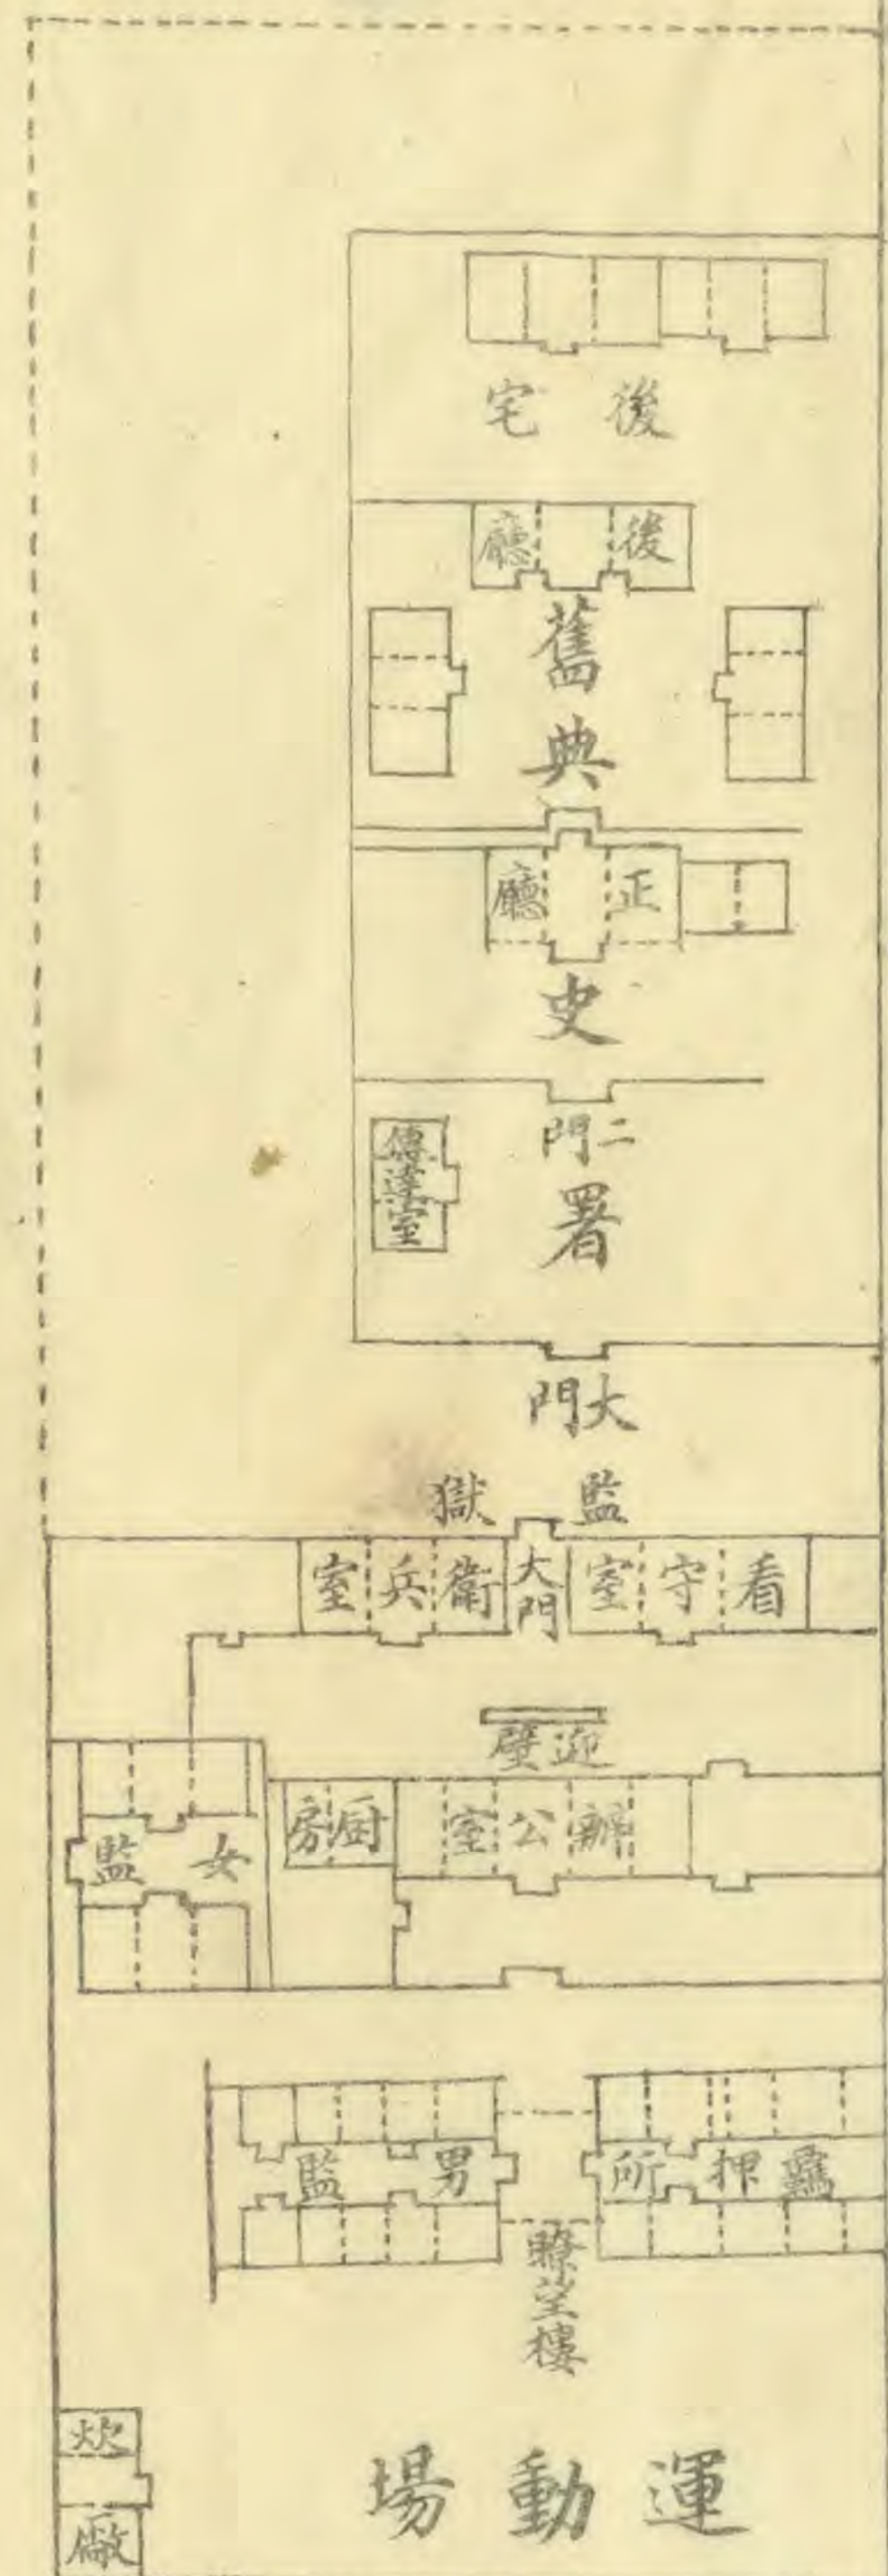 後宅
後廳
舊典史署
正廳
二門
傳達室
大門
監獄
看守室
大門
衛兵室
迎壁
辦公室
厨房
女監
羈押所
男監
瞭望樓
炊厰
運動場